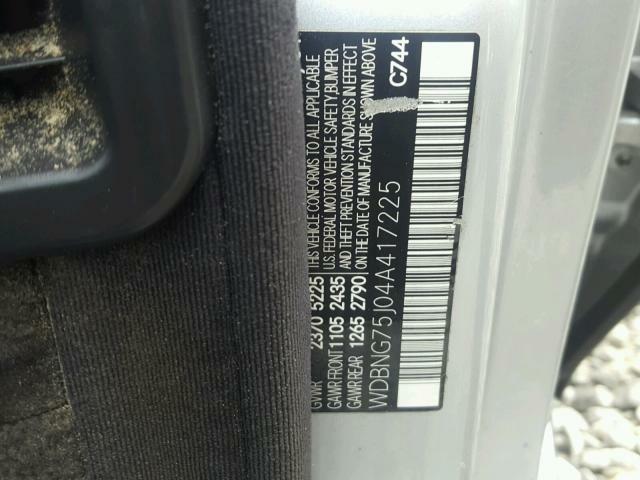 GVWR 2370 5225 THIS VEHICLE CONFORMS TO ALL APPLICABLE
GAWR FRONT 1105 2435 U.S. FEDERAL MOTOR VEHICLE SAFETY, BUMPER
GAWR REAR 1265 2790 AND THEFT PREVENTION STANDARDS IN EFFECT
ON THE DATE OF MANUFACTURE SHOWN ABOVE
WDBNG75J04A417225
C744